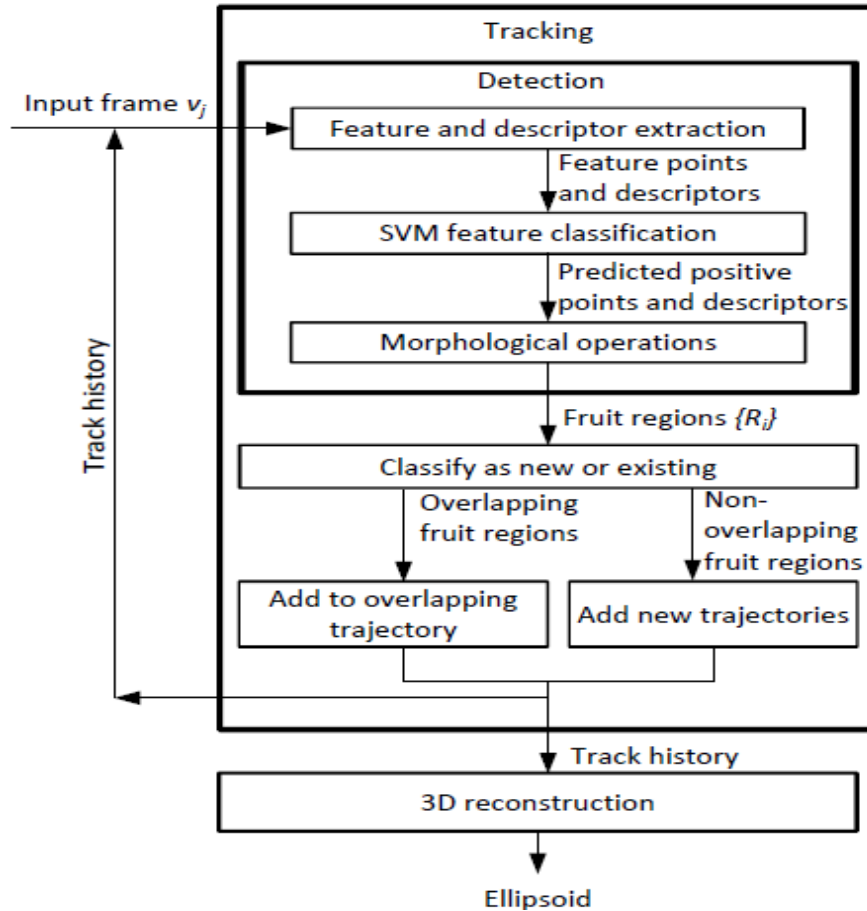 Tracking
Detection
Input frame vj
Feature and descriptor extraction
Feature points
and descriptors
SVM feature classification
Predicted positive
points and descriptors
Morphological operations
Track history
Fruit regions {Ri}
Classify as new or existing
Overlapping
fruit regions
Non-
overlapping
fruit regions
Add to overlapping
trajectory
Add new trajectories
Track history
3D reconstruction
Ellipsoid